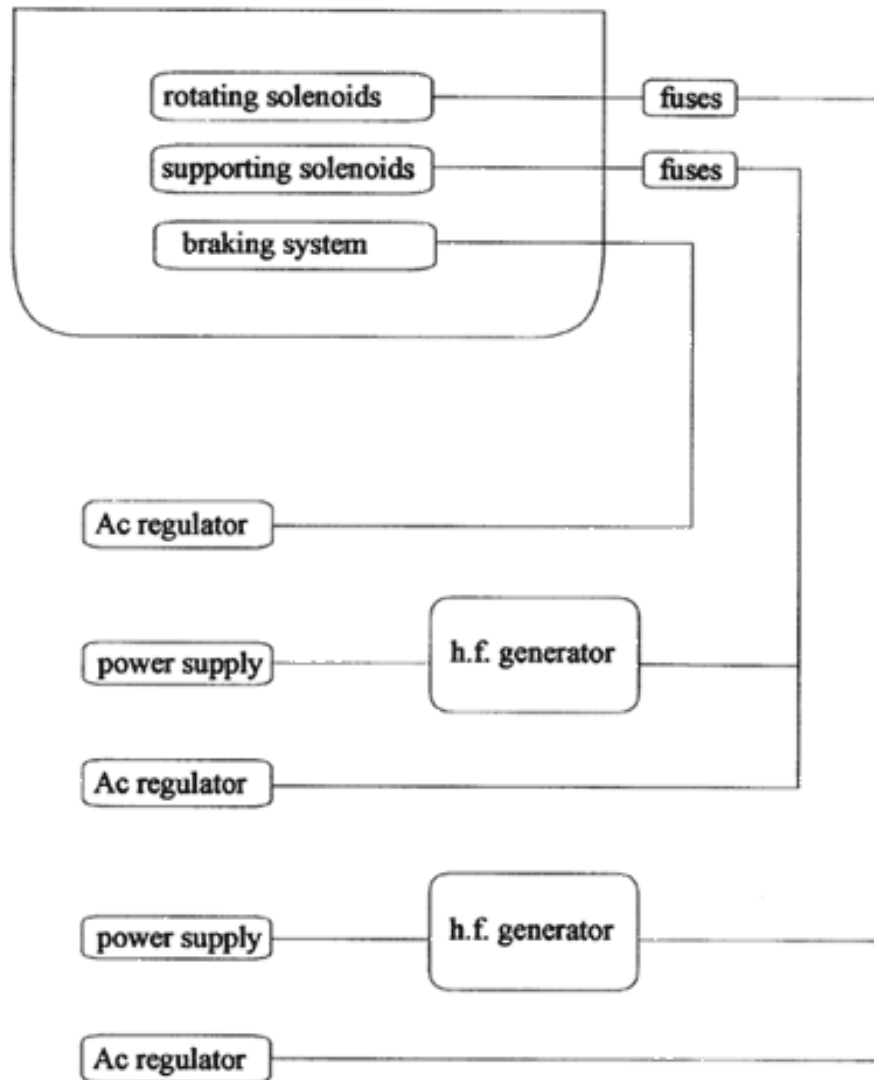 rotating solenoids
fuses
supporting solenoids
fuses
braking system
Ac regulator
power supply
h.f. generator
Ac regulator
power supply
h.f. generator
Ac regulator